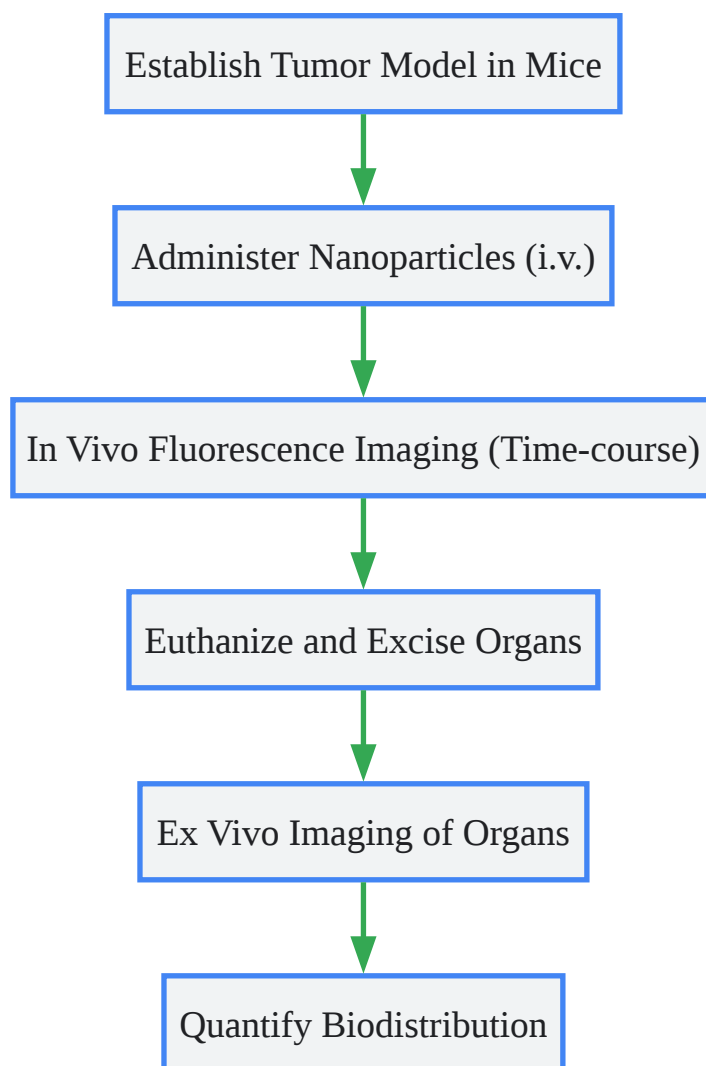 Establish Tumor Model in Mice
Administer Nanoparticles (i.v.)
In Vivo Fluorescence Imaging (Time-course)
Euthanize and Excise Organs
Ex Vivo Imaging of Organs
Quantify Biodistribution